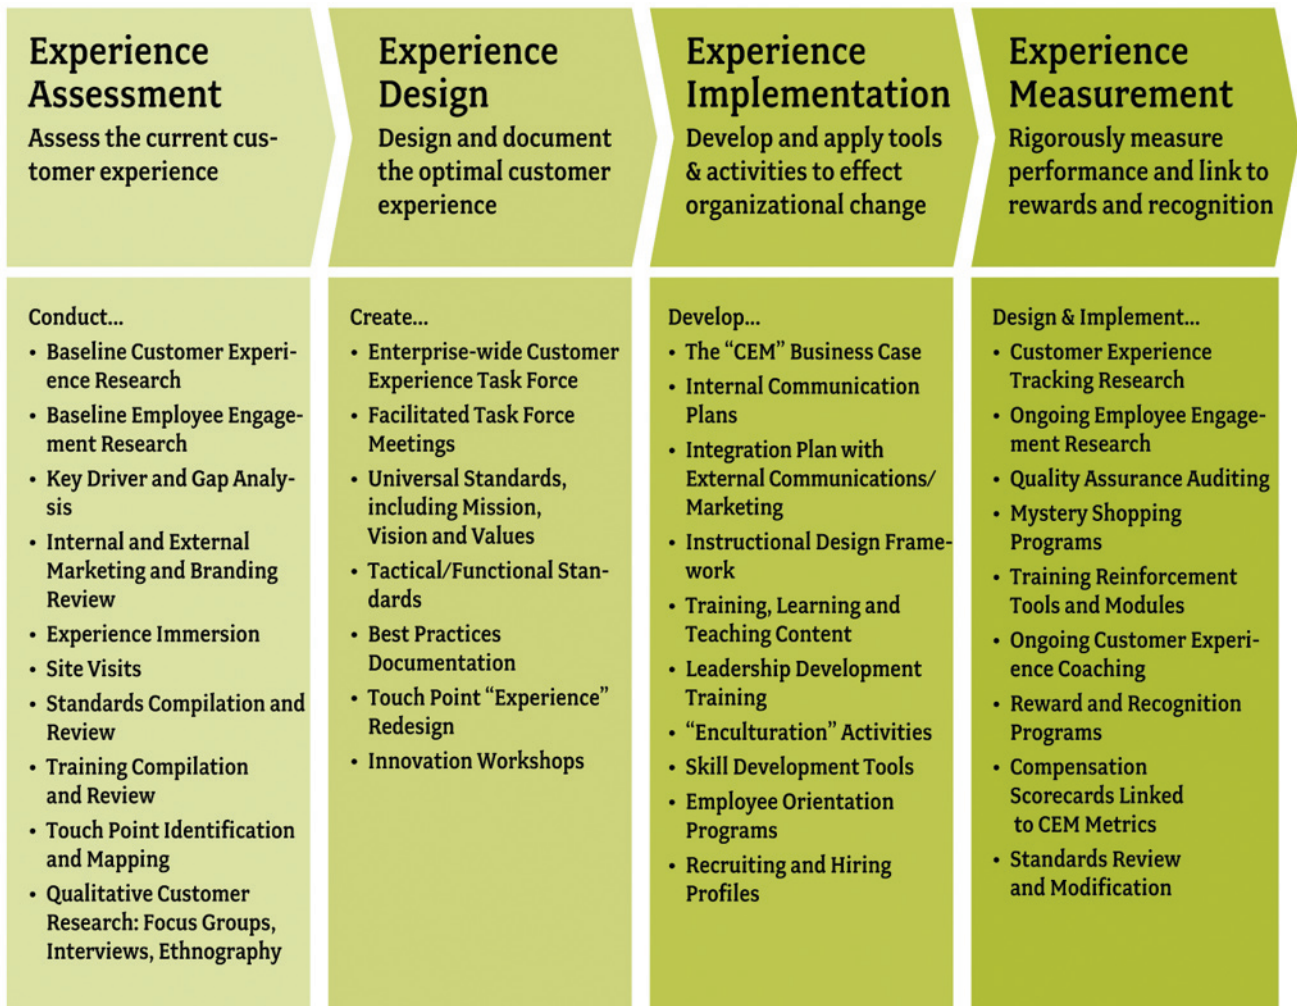 Experience
Assessment
Assess the current cus-
tomer experience
Experience
Design
Design and document
the optimal customer
experience
Experience
Implementation
Develop and apply tools
& activities to effect
organizational change
Experience
Measurement
Rigorously measure
performance and link to
rewards and recognition
Conduct...
• Baseline Customer Experi-
ence Research
• Baseline Employee Engage-
ment Research
• Key Driver and Gap Analy-
sis
• Internal and External
Marketing and Branding
Review
• Experience Immersion
• Site Visits
• Standards Compilation and
Review
• Training Compilation
and Review
• Touch Point Identification
and Mapping
• Qualitative Customer
Research: Focus Groups,
Interviews, Ethnography
Create...
• Enterprise-wide Customer
Experience Task Force
• Facilitated Task Force
Meetings
• Universal Standards,
including Mission,
Vision and Values
• Tactical/Functional Stan-
dards
• Best Practices
Documentation
• Touch Point “Experience”
Redesign
• Innovation Workshops
Develop...
• The “CEM” Business Case
• Internal Communication
Plans
• Integration Plan with
External Communications/
Marketing
• Instructional Design Frame-
work
• Training, Learning and
Teaching Content
• Leadership Development
Training
• “Enculturation” Activities
• Skill Development Tools
• Employee Orientation
Programs
• Recruiting and Hiring
Profiles
Design & Implement...
• Customer Experience
Tracking Research
• Ongoing Employee Engage-
ment Research
• Quality Assurance Auditing
• Mystery Shopping
Programs
• Training Reinforcement
Tools and Modules
• Ongoing Customer Experi-
ence Coaching
• Reward and Recognition
Programs
• Compensation
Scorecards Linked
to CEM Metrics
• Standards Review
and Modification